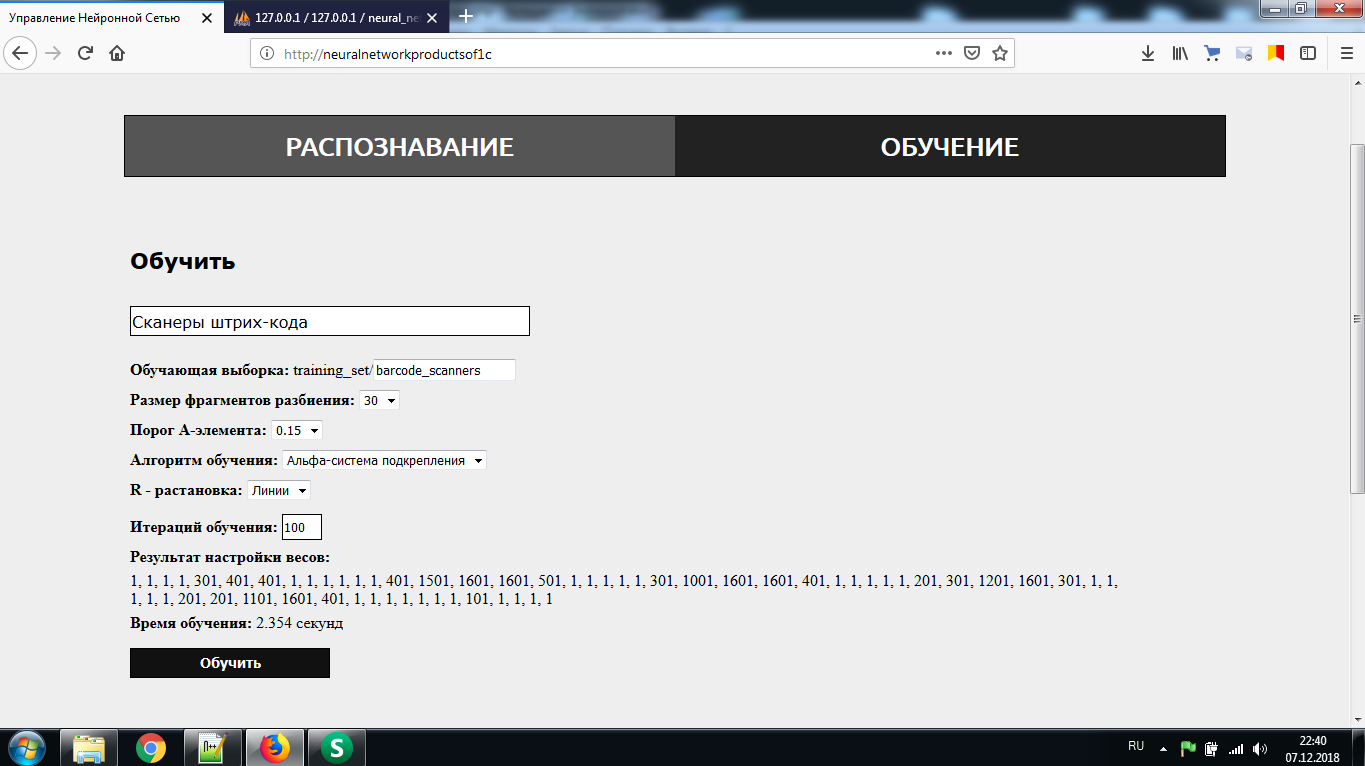 Управление Нейронной Сетью
127.0.0.1 / 127.0.0.1 / neural_ne
http://neuralnetworkproductsof1c
РАСПОЗНАВАНИЕ ОБУЧЕНИЕ
Обучить
Сканеры штрих-кода
Обучающая выборка: training_set/barcode_scanners
Размер фрагментов разбиения: 30
Порог А-элемента: 0.15
Алгоритм обучения: Альфа-система подкрепления
R - растановка: Линии
Итераций обучения: 100
Результат настройки весов:
1, 1, 1, 1, 301, 401, 401, 1, 1, 1, 1, 1, 1, 401, 1501, 1601, 1601, 501, 1, 1, 1, 1, 1, 301, 1001, 1601, 1601, 401, 1, 1, 1, 1, 1, 201, 301, 1201, 1601, 301, 1, 1,
1, 1, 1, 201, 201, 1101, 1601, 401, 1, 1, 1, 1, 1, 1, 1, 101, 1, 1, 1, 1
Время обучения: 2.354 секунд
Обучить
RU
22:40
07.12.2018